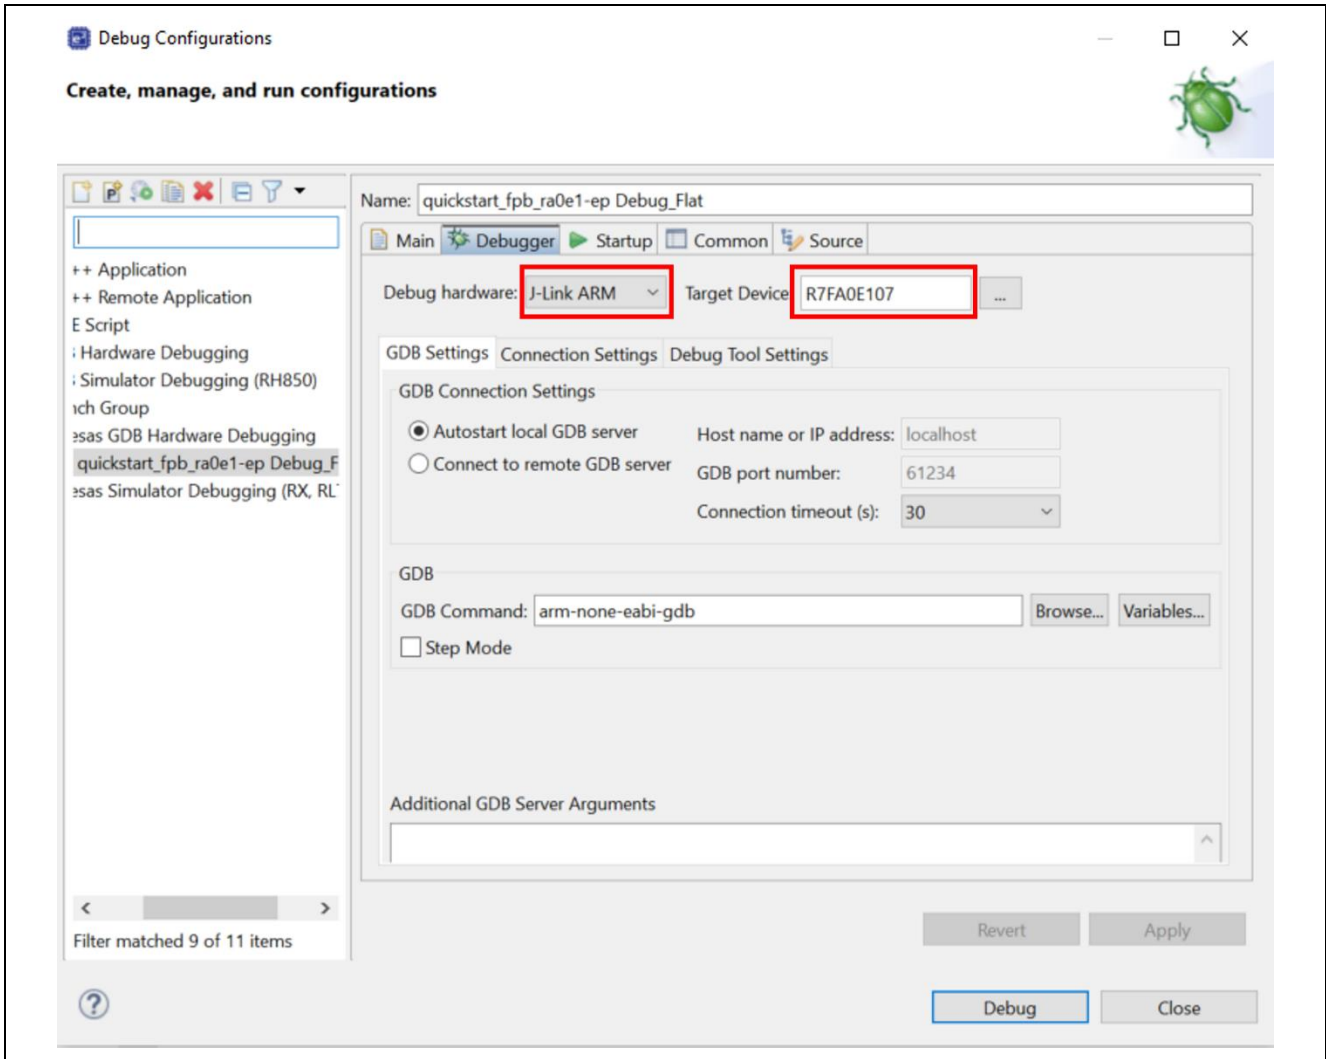 Debug Configurations
Create, manage, and run configurations
Name: quickstart_fpb_ra0e1-ep Debug_Flat
Main Debugger Startup Common Source
++ Application
++ Remote Application
E Script
Hardware Debugging
Simulator Debugging (RH850)
nch Group
esas GDB Hardware Debugging
quickstart_fpb_ra0e1-ep Debug_F
esas Simulator Debugging (RX, RL
Filter matched 9 of 11 items
Debug hardware: J-Link ARM Target Device R7FA0E107 ...
GDB Settings Connection Settings Debug Tool Settings
GDB Connection Settings
Autostart local GDB server
Connect to remote GDB server
Host name or IP address: localhost
GDB port number: 61234
Connection timeout (s): 30
GDB
GDB Command: arm-none-eabi-gdb Browse... Variables...
Step Mode
Additional GDB Server Arguments
Revert Apply
? Debug Close